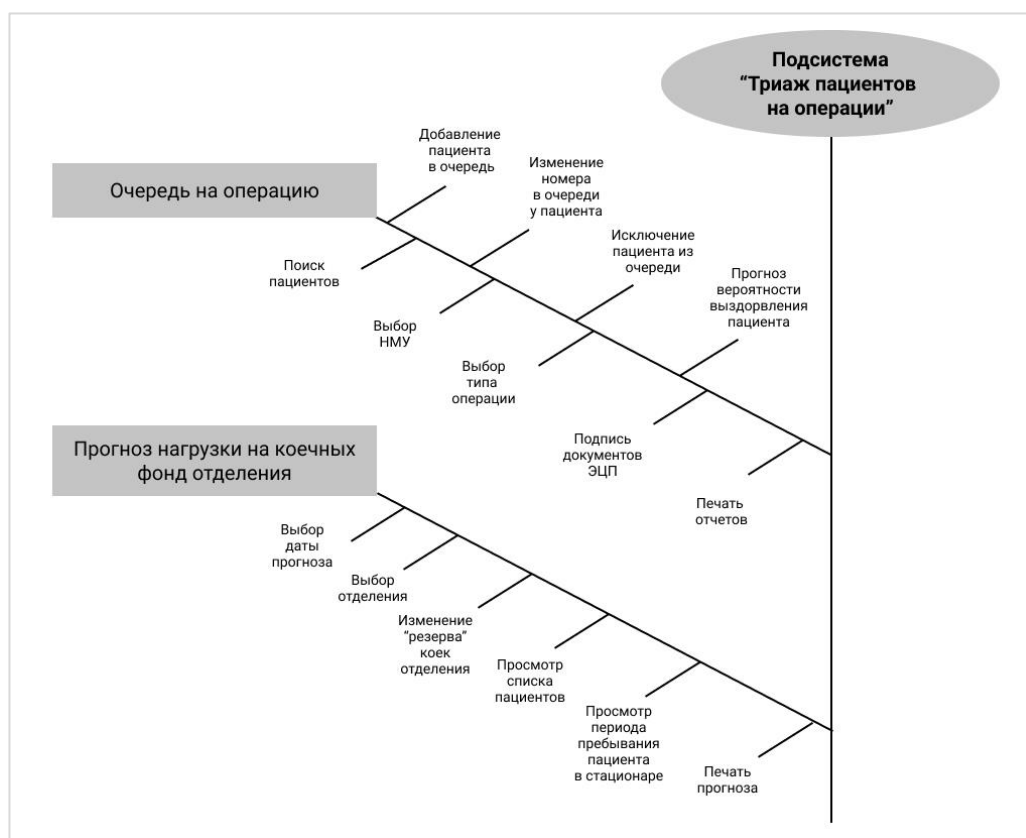 Подсистема
“Триаж пациентов
на операции”
Очередь на операцию
Добавление
пациента
в очередь
Изменение
номера
в очереди
у пациента
Исключение
пациента из
очереди
Прогноз
вероятности
выздорвления
пациента
Поиск
пациентов
Выбор
НМУ
Выбор
типа
операции
Подпись
документов
ЭЦП
Печать
отчетов
Прогноз нагрузки на коечных
фонд отделения
Выбор
даты
прогноза
Выбор
отделения
Изменение
“резерва”
коек
отделения
Просмотр
списка
пациентов
Просмотр
периода
пребывания
пациента
в стационаре
Печать
прогноза